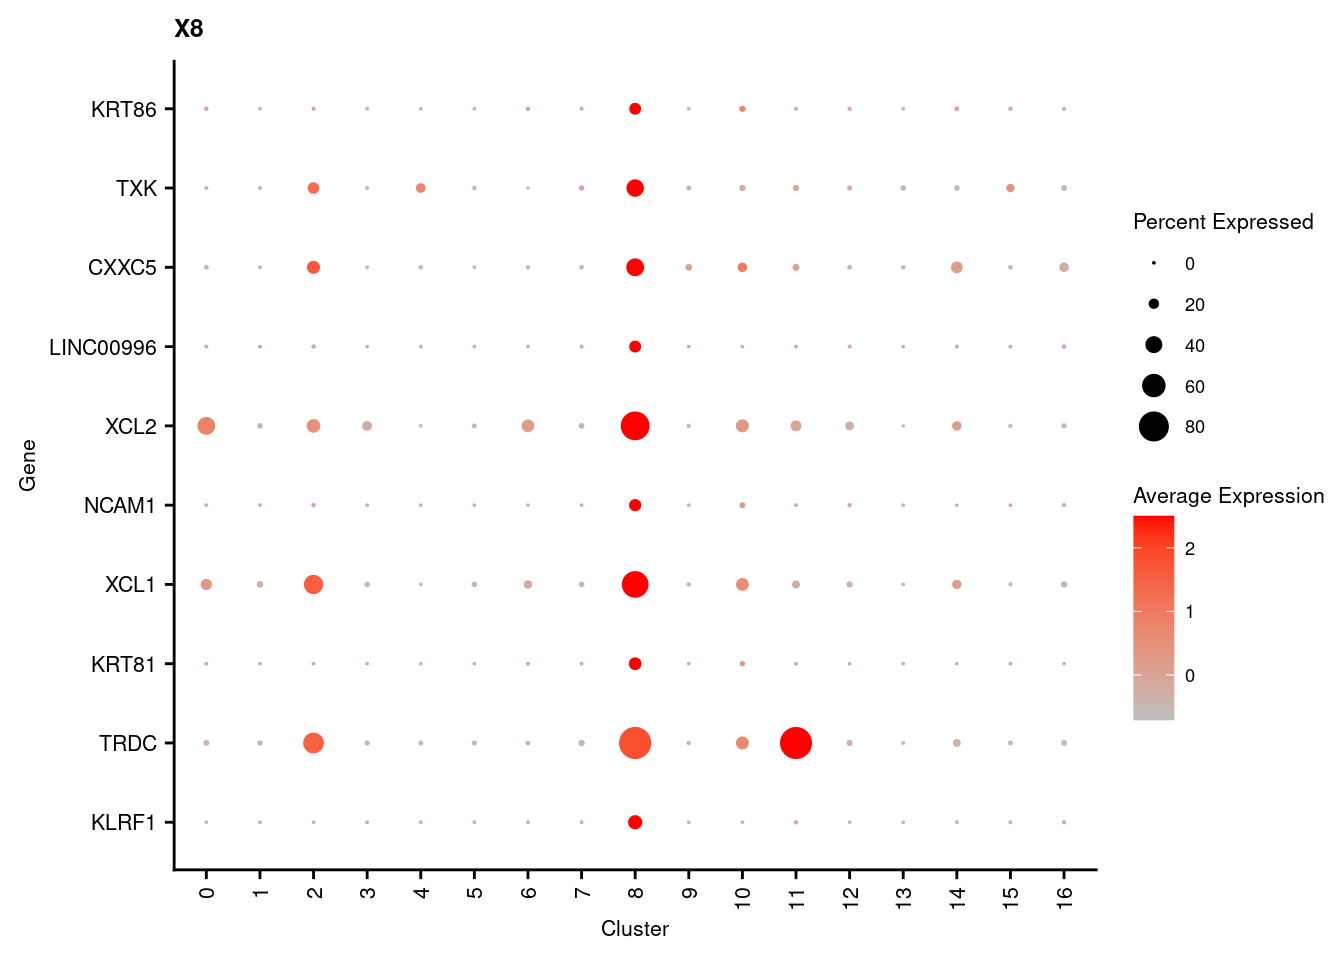 X8
KRT86
TXK
CXXC5
LINC00996
XCL2
NCAM1
XCL1
KRT81
TRDC
KLRF1
Gene
0 1 2 3 4 5 6 7 8 9 10 11 12 13 14 15 16
Cluster
Percent Expressed
0
20
40
60
80
Average Expression
2
1
0